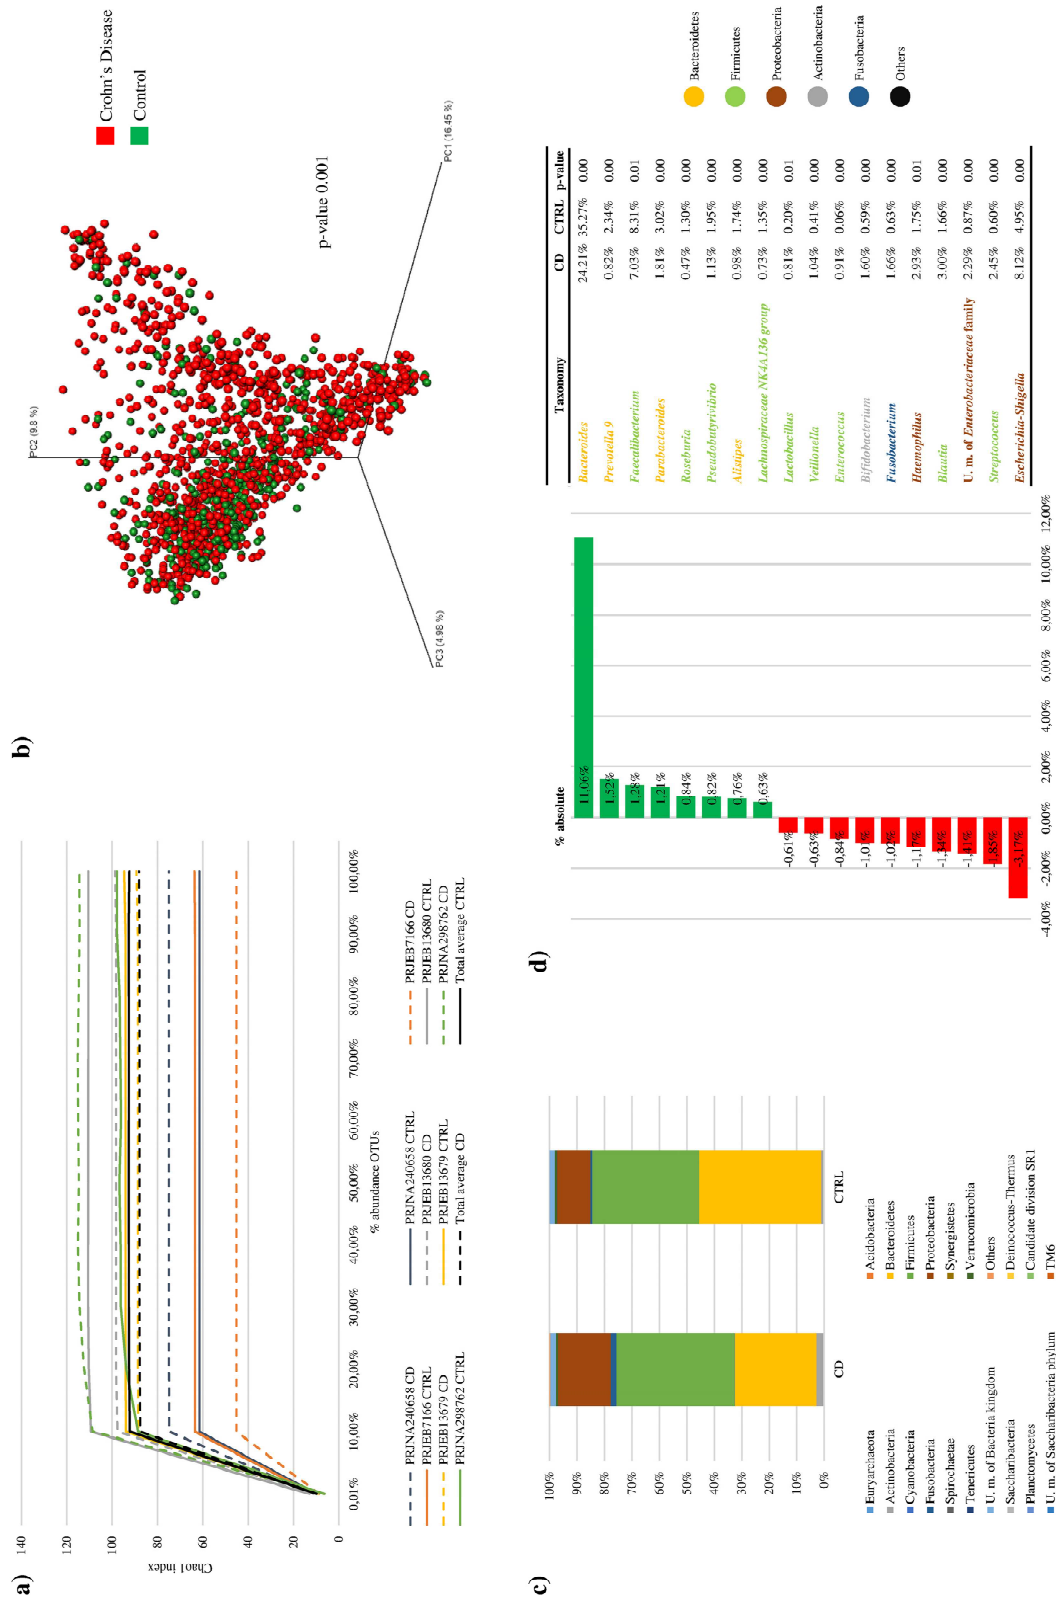 a)
140
120
100
80
60
40
20
0
Chao1 index
0,01%
10,00%
20,00%
30,00%
40,00%
50,00%
60,00%
70,00%
80,00%
90,00%
100,00%
% abundance OTUs
PRJNA240658 CD
PRJNA240658 CTRL
PRJEB7166 CD
PRJEB7166 CTRL
PRJEB13680 CD
PRJEB13680 CTRL
PRJEB13679 CD
PRJEB13679 CTRL
PRJNA298762 CD
PRJNA298762 CTRL
Total average CD
Total average CTRL
b)
PC2 (9.8 %)
Crohn's Disease
Control
p-value 0.001
PC3 (4.98 %)
PC1 (16.45 %)
c)
100%
90%
80%
70%
60%
50%
40%
30%
20%
10%
0%
CD
CTRL
Euryarchaeota
Acidobacteria
Actinobacteria
Bacteroidetes
Cyanobacteria
Firmicutes
Fusobacteria
Proteobacteria
Spirochaetae
Synergistetes
Tenericutes
Verrucomicrobia
U. m. of Bacteria kingdom
Others
Saccharibacteria
Deinococcus-Thermus
Planctomycetes
Candidate division SR1
U. m. of Saccharibacteria phylum
TM6
d)
% absolute
11,06%
1,52%
1,28%
1,21%
0,84%
0,82%
0,76%
0,63%
-0,61%
-0,63%
-0,84%
-1,01%
-1,02%
-1,17%
-1,34%
-1,41%
-1,85%
-3,17%
-4,00%
-2,00%
0,00%
2,00%
4,00%
6,00%
8,00%
10,00%
12,00%
Taxonomy CD CTRL p-value
Bacteroides 24.21% 35.27% 0.00
Prevotella 9 0.82% 2.34% 0.00
Faecalibacterium 7.03% 8.31% 0.01
Parabacteroides 1.81% 3.02% 0.00
Roseburia 0.47% 1.30% 0.00
Pseudobutyrivibrio 1.13% 1.95% 0.00
Alistipes 0.98% 1.74% 0.00
Lachnospiraceae NK4A136 group 0.73% 1.35% 0.00
Lactobacillus 0.81% 0.20% 0.01
Veillonella 1.04% 0.41% 0.00
Enterococcus 0.91% 0.06% 0.00
Bifidobacterium 1.60% 0.59% 0.00
Fusobacterium 1.66% 0.63% 0.00
Haemophilus 2.93% 1.75% 0.01
Blautia 3.00% 1.66% 0.00
U. m. of Enterobacteriaceae family 2.29% 0.87% 0.00
Streptococcus 2.45% 0.60% 0.00
Escherichia-Shigella 8.12% 4.95% 0.00
Bacteroidetes
Firmicutes
Proteobacteria
Actinobacteria
Fusobacteria
Others